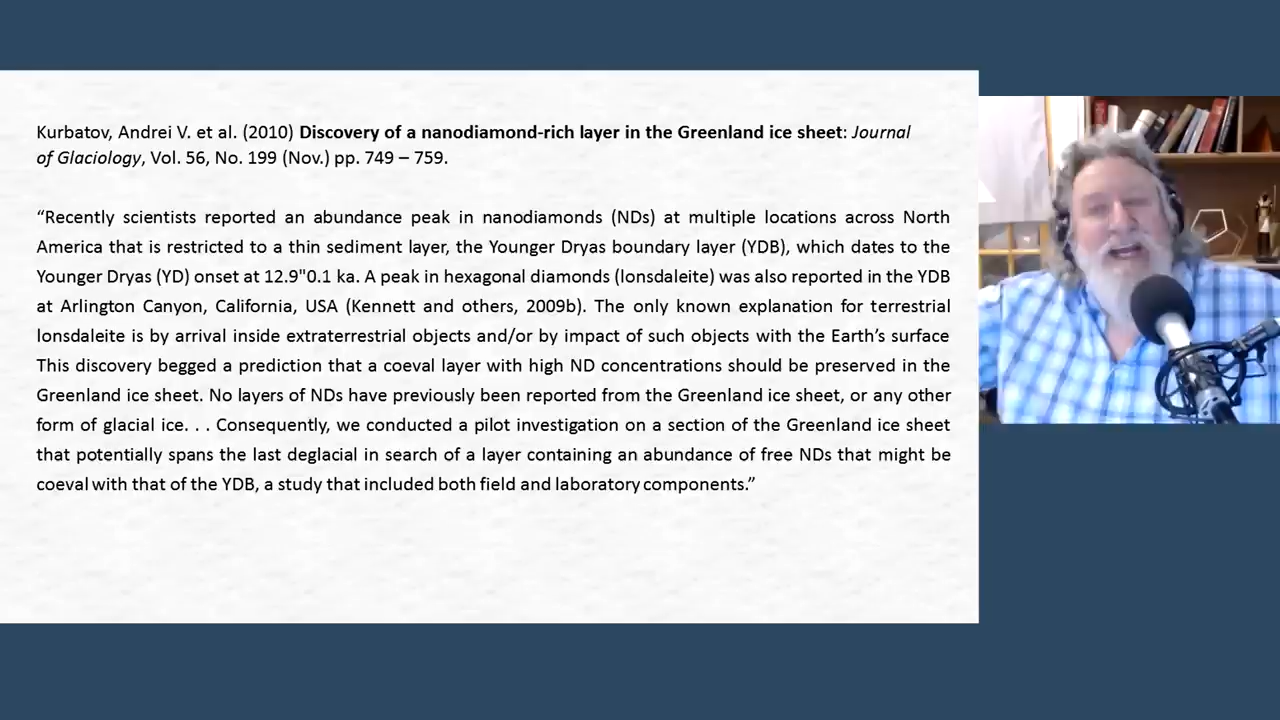 Kurbatov, Andrei V. et al. (2010) Discovery of a nanodiamond-rich layer in the Greenland ice sheet: Journal
of Glaciology, Vol. 56, No. 199 (Nov.) pp. 749 – 759.
“Recently scientists reported an abundance peak in nanodiamonds (NDs) at multiple locations across North
America that is restricted to a thin sediment layer, the Younger Dryas boundary layer (YDB), which dates to the
Younger Dryas (YD) onset at 12.9"0.1 ka. A peak in hexagonal diamonds (lonsdaleite) was also reported in the YDB
at Arlington Canyon, California, USA (Kennett and others, 2009b). The only known explanation for terrestrial
lonsdaleite is by arrival inside extraterrestrial objects and/or by impact of such objects with the Earth’s surface
This discovery begged a prediction that a coeval layer with high ND concentrations should be preserved in the
Greenland ice sheet. No layers of NDs have previously been reported from the Greenland ice sheet, or any other
form of glacial ice. . . Consequently, we conducted a pilot investigation on a section of the Greenland ice sheet
that potentially spans the last deglacial in search of a layer containing an abundance of free NDs that might be
coeval with that of the YDB, a study that included both field and laboratory components.”